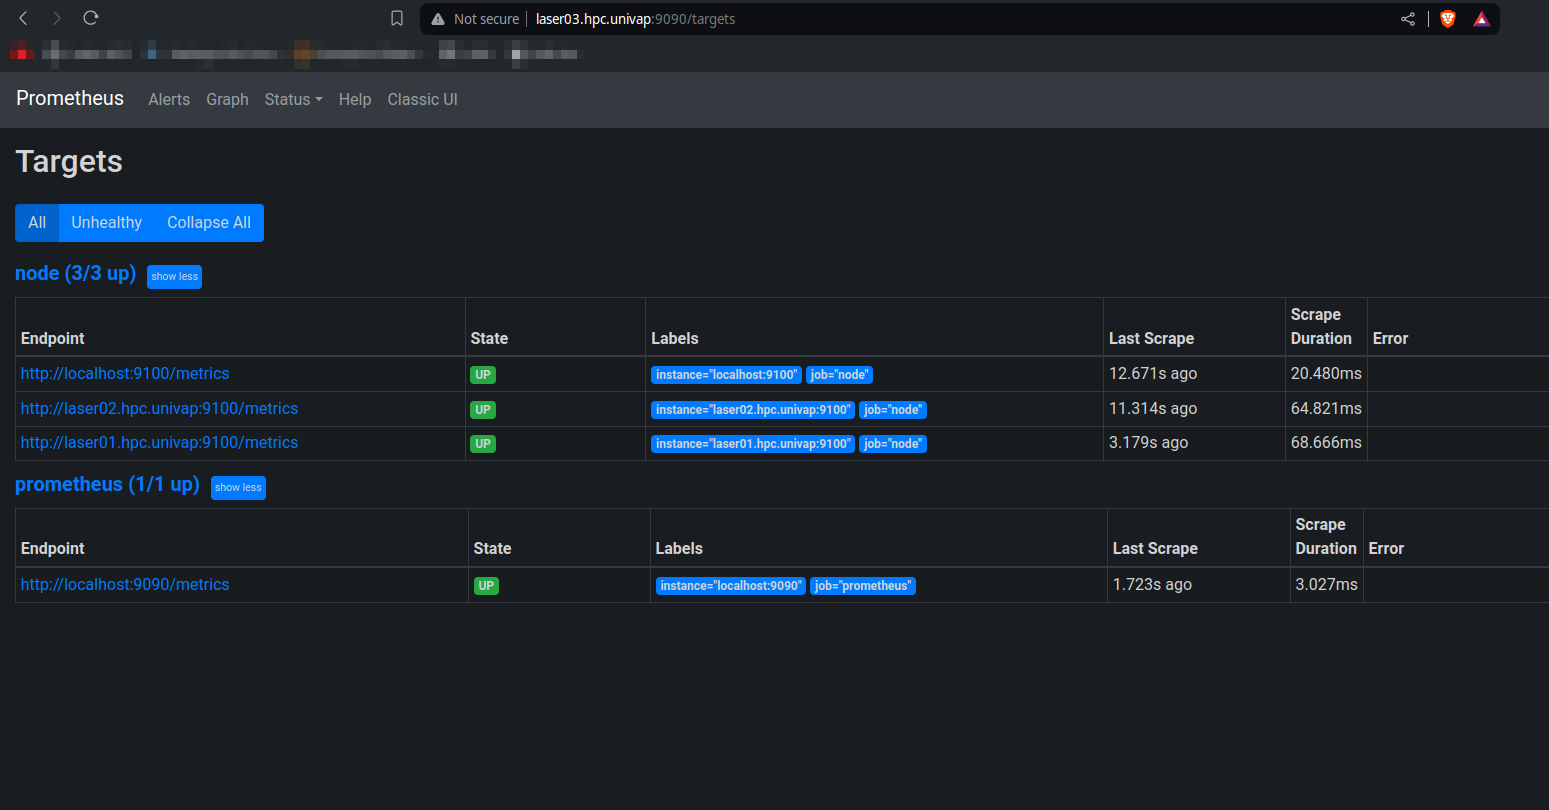 Not secure laser03.hpc.univap:9090/targets
Prometheus Alerts Graph Status Help Classic UI
Targets
All Unhealthy Collapse All
node (3/3 up) show less
Endpoint State Labels Last Scrape Scrape Duration Error
http://localhost:9100/metrics UP instance="localhost:9100" job="node" 12.671s ago 20.480ms
http://laser02.hpc.univap:9100/metrics UP instance="laser02.hpc.univap:9100" job="node" 11.314s ago 64.821ms
http://laser01.hpc.univap:9100/metrics UP instance="laser01.hpc.univap:9100" job="node" 3.179s ago 68.666ms
prometheus (1/1 up) show less
Endpoint State Labels Last Scrape Scrape Duration Error
http://localhost:9090/metrics UP instance="localhost:9090" job="prometheus" 1.723s ago 3.027ms